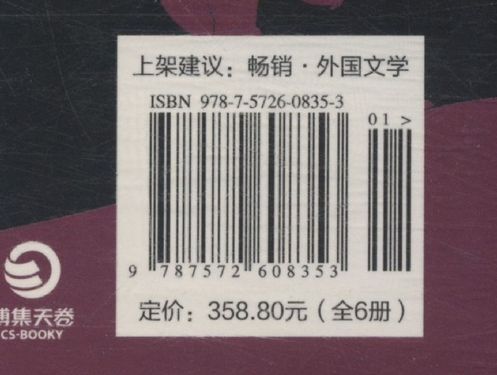 上架建议：畅销·外国文学
ISBN 978-7-5726-0835-3
01 >
9 787572 608353
定价：358.80元（全6册）
博集天卷
CS-BOOKY